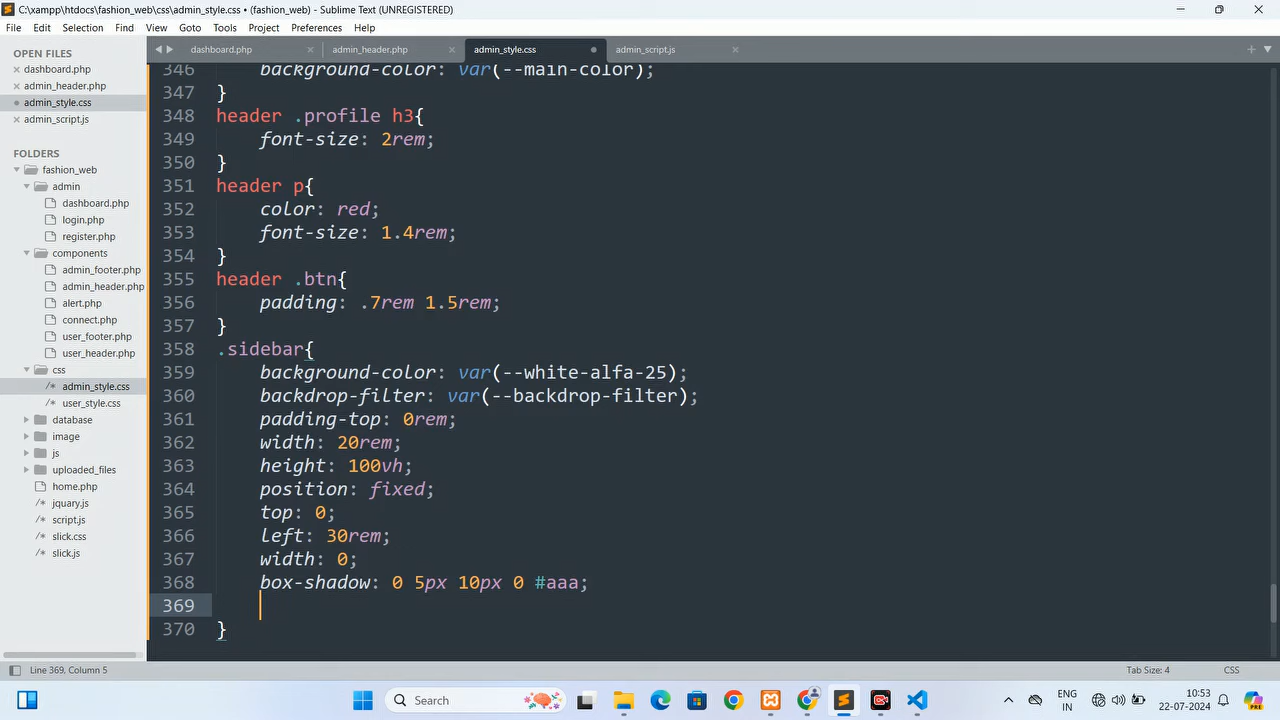 C:\xampp\htdocs\fashion_web\css\admin_style.css • (fashion_web) - Sublime Text (UNREGISTERED)
File Edit Selection Find View Goto Tools Project Preferences Help
OPEN FILES
dashboard.php
admin_header.php
admin_style.css
admin_script.js
FOLDERS
fashion_web
admin
dashboard.php
login.php
register.php
components
admin_footer.php
admin_header.php
alert.php
connect.php
user_footer.php
user_header.php
css
/* admin_style.css
/* user_style.css
database
image
js
uploaded_files
home.php
/* jquary.js
/* script.js
/* slick.css
/* slick.js
dashboard.php admin_header.php admin_style.css admin_script.js
346 background-color: var(--main-color);
347 }
348 header .profile h3{
349 font-size: 2rem;
350 }
351 header p{
352 color: red;
353 font-size: 1.4rem;
354 }
355 header .btn{
356 padding: .7rem 1.5rem;
357 }
358 .sidebar{
359 background-color: var(--white-alfa-25);
360 backdrop-filter: var(--backdrop-filter);
361 padding-top: 0rem;
362 width: 20rem;
363 height: 100vh;
364 position: fixed;
365 top: 0;
366 left: 30rem;
367 width: 0;
368 box-shadow: 0 5px 10px 0 #aaa;
369
370 }
Line 369, Column 5 Tab Size: 4 CSS
Search
ENG
IN
10:53
22-07-2024
PRE